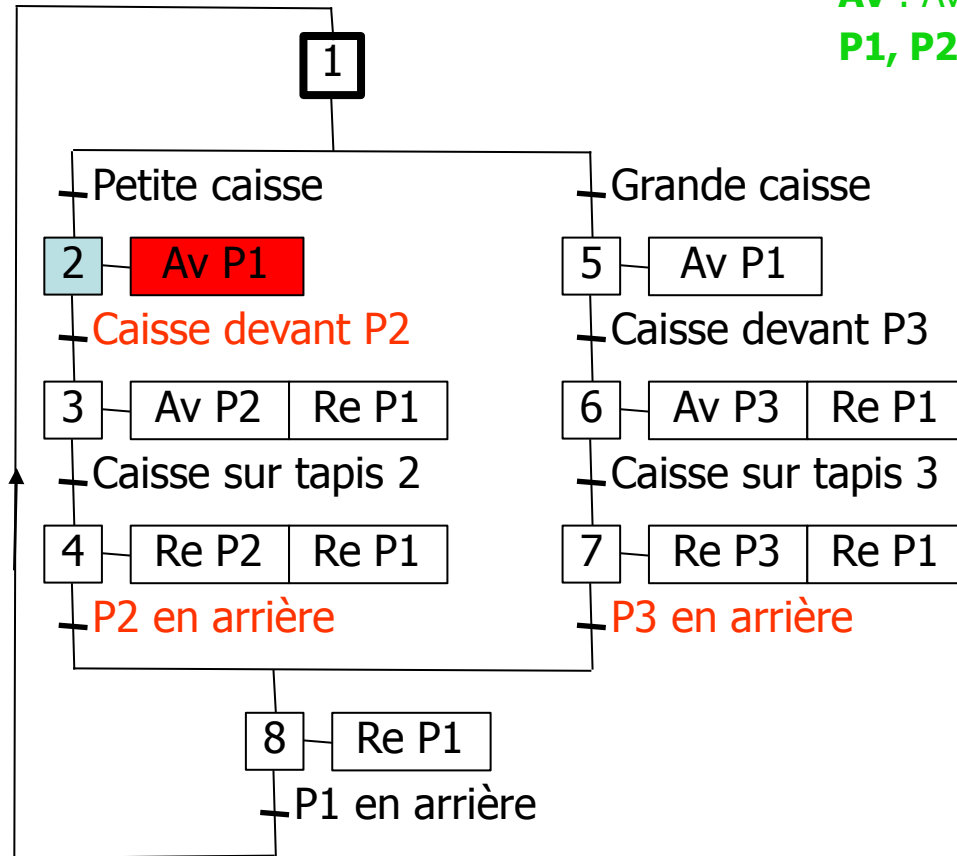 Av : Av
P1, P2
1
Petite caisse
Grande caisse
2 Av P1
5 Av P1
Caisse devant P2
Caisse devant P3
3 Av P2 Re P1
6 Av P3 Re P1
Caisse sur tapis 2
Caisse sur tapis 3
4 Re P2 Re P1
7 Re P3 Re P1
P2 en arrière
P3 en arrière
8 Re P1
P1 en arrière